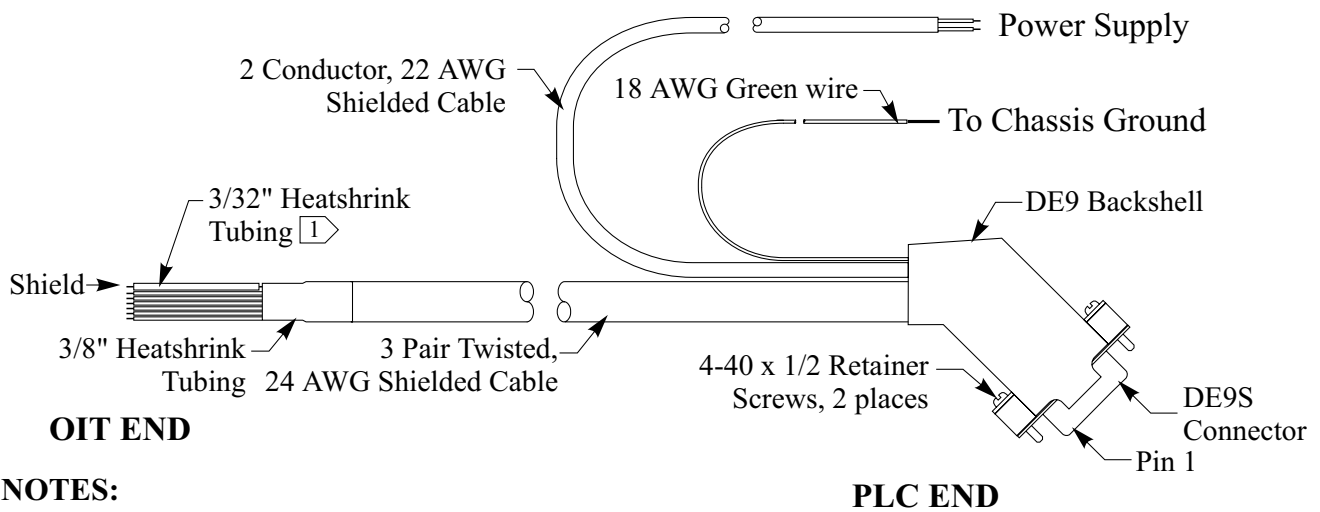 Power Supply
2 Conductor, 22 AWG
Shielded Cable
18 AWG Green wire
To Chassis Ground
3/32" Heatshrink
Tubing 1
DE9 Backshell
Shield
3/8" Heatshrink
Tubing
3 Pair Twisted,
24 AWG Shielded Cable
4-40 x 1/2 Retainer
Screws, 2 places
DE9S
Connector
Pin 1
OIT END
PLC END
NOTES: